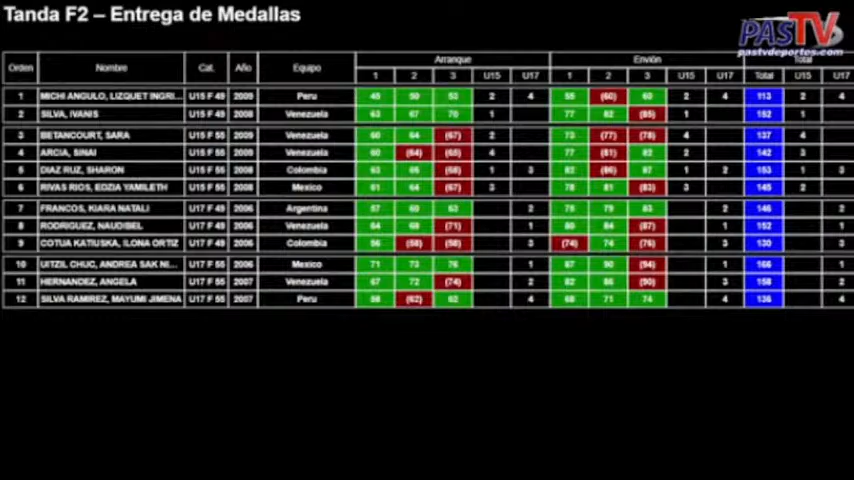 Tanda F2 – Entrega de Medallas
PASTV
pastvdeportes.com
Arranque Envión Total
Orden Nombre Cat. Año Equipo 1 2 3 U15 U17 1 2 3 U15 U17 Total U15 U17
1 MICHI ANGULO, LIZQUET INGRI... U15 F 49 2009 Peru 48 50 53 2 4 55 (60) 60 2 4 113 2 4
2 SILVA, IVANIS U15 F 49 2008 Venezuela 63 67 70 1 77 82 (85) 1 152 1
3 BETANCOURT, SARA U15 F 55 2009 Venezuela 60 64 (67) 2 73 (77) (78) 4 137 4
4 ARCIA, SINAI U15 F 55 2009 Venezuela 60 (64) (65) 4 77 (81) 82 2 142 3
5 DIAZ RUZ, SHARON U15 F 55 2008 Colombia 63 66 (68) 1 3 82 (86) 87 1 2 153 1 3
6 RIVAS RIOS, EDZIA YAMILETH U15 F 55 2008 Mexico 61 64 (67) 3 78 81 (83) 3 145 2
7 FRANCOS, KIARA NATALI U17 F 49 2006 Argentina 57 60 63 2 76 79 83 2 146 2
8 RODRIGUEZ, NAUDISBEL U17 F 49 2006 Venezuela 64 68 (71) 1 80 84 (87) 1 152 1
9 COTUA KATIUSKA, ILONA ORTIZ U17 F 49 2006 Colombia 56 (58) (58) 3 (74) 74 (76) 3 130 3
10 UITZIL CHUC, ANDREA SAK NI... U17 F 55 2006 Mexico 71 73 76 1 87 90 (94) 1 166 1
11 HERNANDEZ, ANGELA U17 F 55 2007 Venezuela 67 72 (74) 2 82 86 (90) 3 158 2
12 SILVA RAMIREZ, MAYUMI JIMENA U17 F 55 2007 Peru (62) 62 4 68 71 74 4 136 4